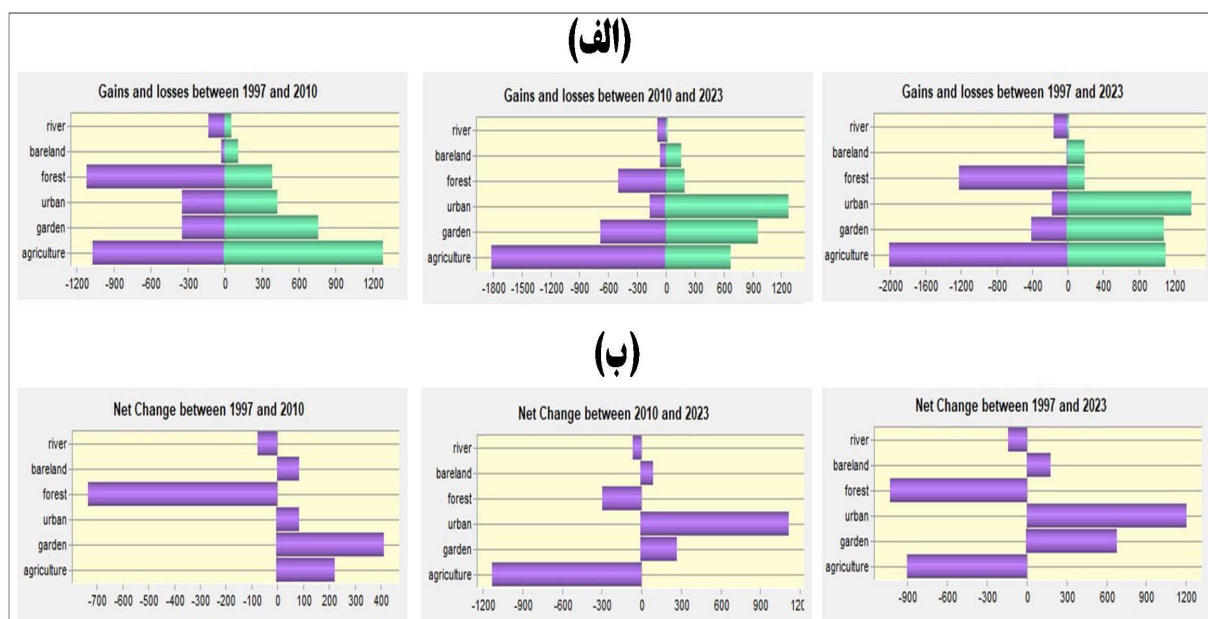 (الف)
Gains and losses between 1997 and 2010
river
bareland
forest
urban
garden
agriculture
-1200 -900 -600 -300 0 300 600 900 1200
Gains and losses between 2010 and 2023
river
bareland
forest
urban
garden
agriculture
-1800 -1500 -1200 -900 -600 -300 0 300 600 900 1200
Gains and losses between 1997 and 2023
river
bareland
forest
urban
garden
agriculture
-2000 -1600 -1200 -800 -400 0 400 800 1200
(ب)
Net Change between 1997 and 2010
river
bareland
forest
urban
garden
agriculture
-700 -600 -500 -400 -300 -200 -100 0 100 200 300 400
Net Change between 2010 and 2023
river
bareland
forest
urban
garden
agriculture
-1200 -900 -600 -300 0 300 600 900
Net Change between 1997 and 2023
river
bareland
forest
urban
garden
agriculture
-900 -600 -300 0 300 600 900 1200